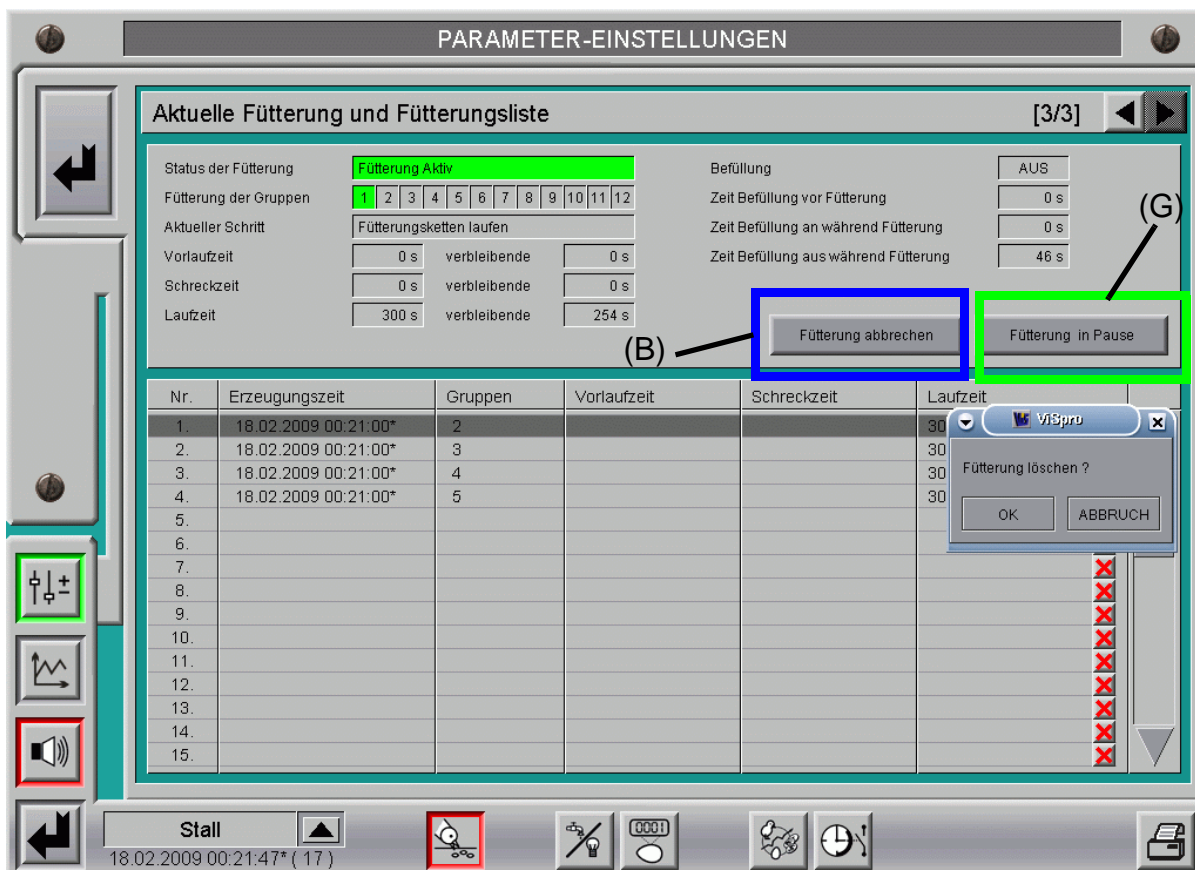 PARAMETER-EINSTELLUNGEN
Aktuelle Fütterung und Fütterungsliste [3/3]
Status der Fütterung Fütterung Aktiv Befüllung AUS
Fütterung der Gruppen 1 2 3 4 5 6 7 8 9 10 11 12 Zeit Befüllung vor Fütterung 0 s
(G)
Aktueller Schritt Fütterungsketten laufen Zeit Befüllung an während Fütterung 0 s
Vorlaufzeit 0 s verbleibende 0 s Zeit Befüllung aus während Fütterung 46 s
Schreckzeit 0 s verbleibende 0 s
Laufzeit 300 s verbleibende 254 s
(B) Fütterung abbrechen Fütterung in Pause
Nr. Erzeugungszeit Gruppen Vorlaufzeit Schreckzeit Laufzeit
1. 18.02.2009 00:21:00* 2 30
2. 18.02.2009 00:21:00* 3 30
3. 18.02.2009 00:21:00* 4 30
4. 18.02.2009 00:21:00* 5 30
5.
6.
7.
8.
9.
10.
11.
12.
13.
14.
15.
ViSpro
Fütterung löschen ?
OK ABBRUCH
Stall
0001
18.02.2009 00:21:47* ( 17 )